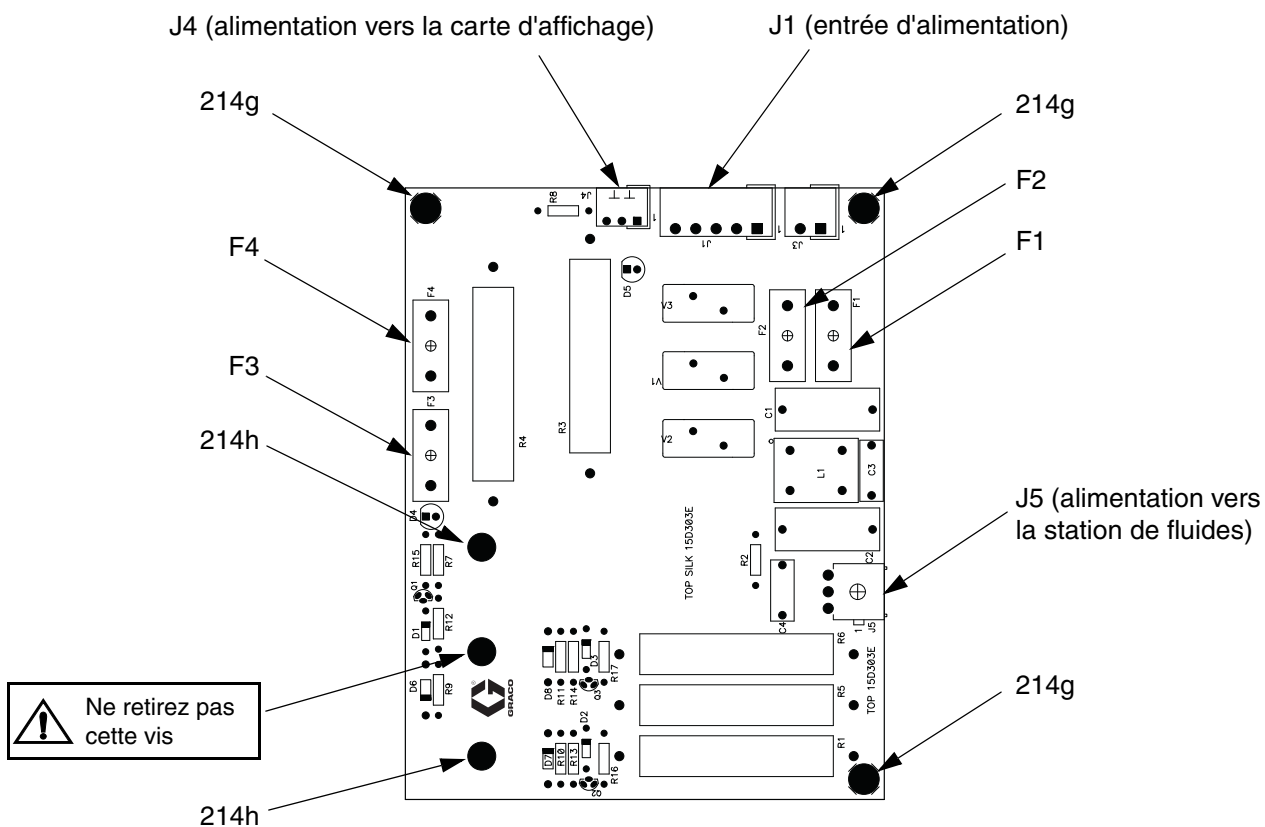 J4 (alimentation vers la carte d'affichage)
J1 (entrée d'alimentation)
214g
214g
F2
F4
F1
F3
214h
J5 (alimentation vers
la station de fluides)
Ne retirez pas
cette vis
214g
214h
R8
J4
1
J1
1
J3
1
D5
F4
V3
F2
F1
F3
V1
C1
R4
R3
V2
L1
C3
D4
R15
R7
TOP SILK 15D303E
R2
C2
Q1
D1
R12
C4
1
J5
D6
R9
GRACO
®
D8
R11
R14
D3
Q3
R17
R6
R5
TOP 15D303E
D2
D7
R10
R13
R16
Q2
R1